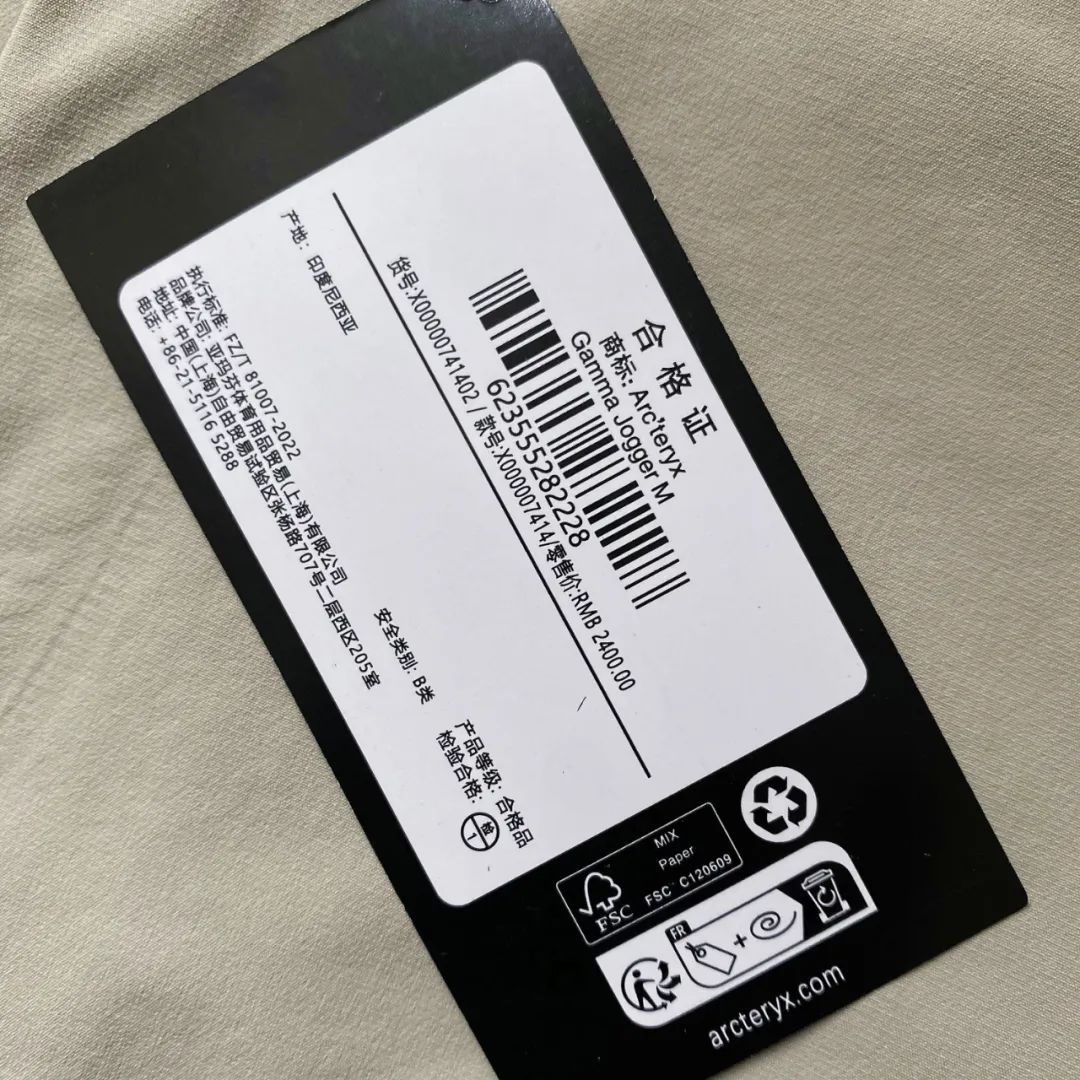 合格证
商标: Arc'teryx
Gamma Jogger M
623555282228
货号:X00000741402 / 款号:X000007414/零售价:RMB 2400.00
产地: 印度尼西亚
安全类别: B类
产品等级: 合格品
检验合格: 检 1
执行标准: FZ/T 81007-2022
品牌公司: 亚玛芬体育用品贸易(上海)有限公司
地址: 中国(上海)自由贸易试验区张杨路707号二层西区205室
电话: +86-21-5116 5288
MIX
Paper
FSC
FSC C120609
FR
arcteryx.com